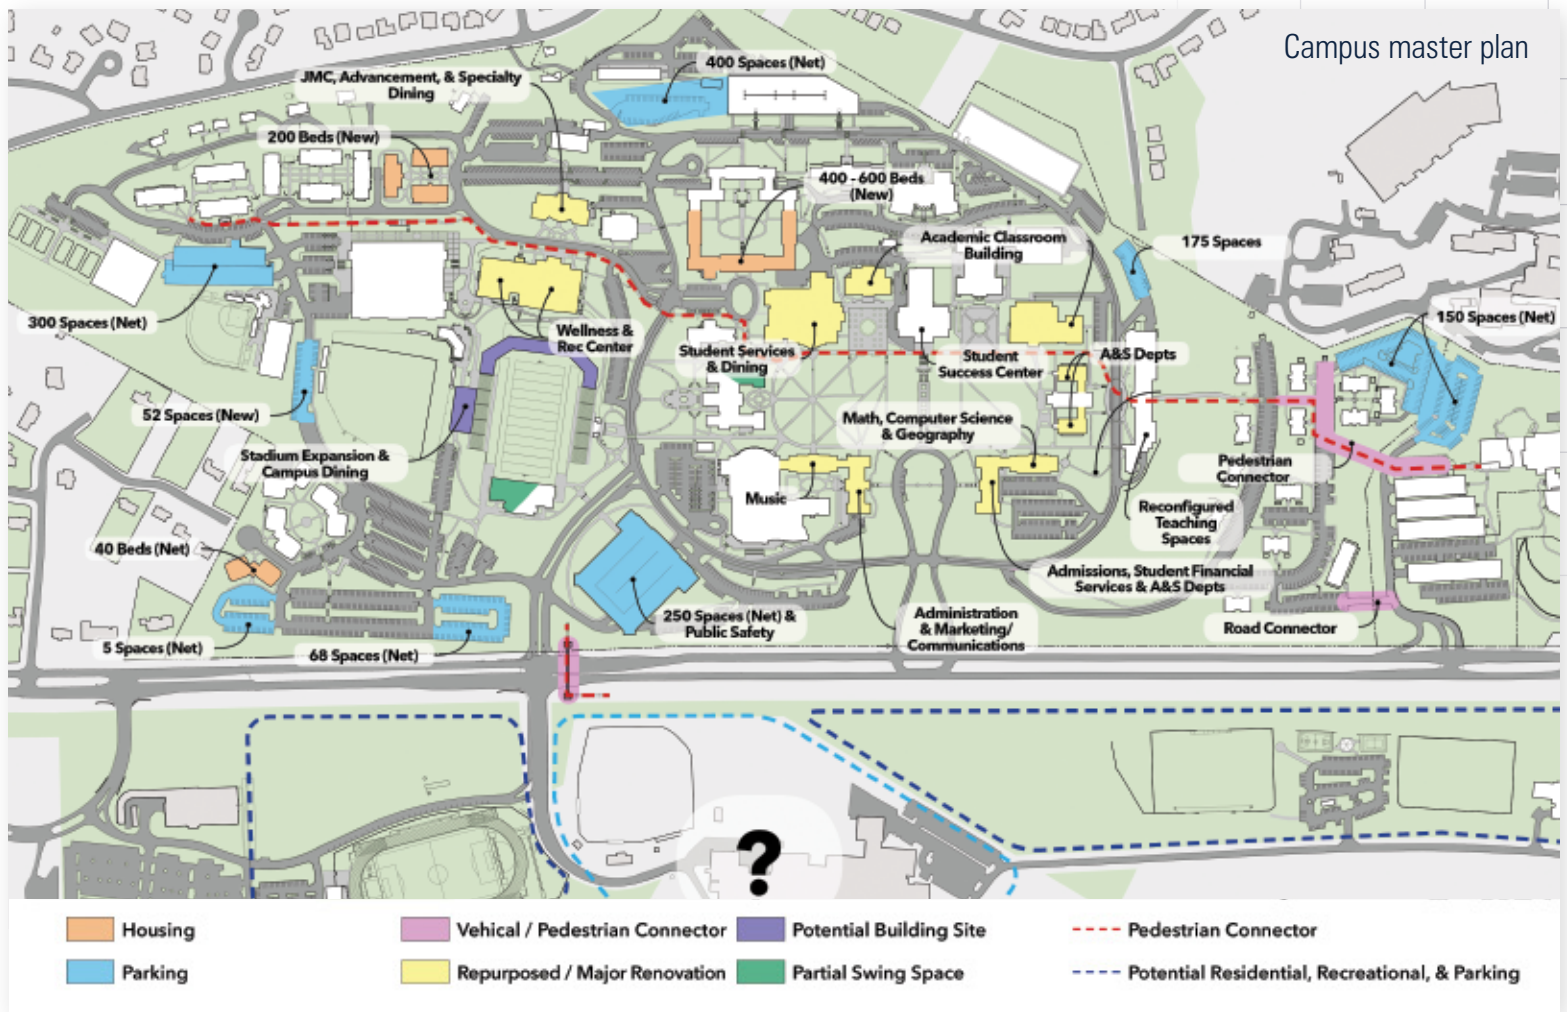 Campus master plan
400 Spaces (Net)
JMC, Advancement, & Specialty
Dining
200 Beds (New)
400 - 600 Beds
(New)
Academic Classroom
Building
175 Spaces
300 Spaces (Net)
150 Spaces (Net)
Wellness &
Rec Center
Student Services
& Dining
Student
Success Center
A&S Depts
52 Spaces (New)
Math, Computer Science
& Geography
Stadium Expansion &
Campus Dining
Pedestrian
Connector
Music
Reconfigured
Teaching
Spaces
40 Beds (Net)
Admissions, Student Financial
Services & A&S Depts
250 Spaces (Net) &
Public Safety
Administration
& Marketing/
Communications
Road Connector
5 Spaces (Net)
68 Spaces (Net)
?
Housing
Vehical / Pedestrian Connector
Potential Building Site
Pedestrian Connector
Parking
Repurposed / Major Renovation
Partial Swing Space
Potential Residential, Recreational, & Parking